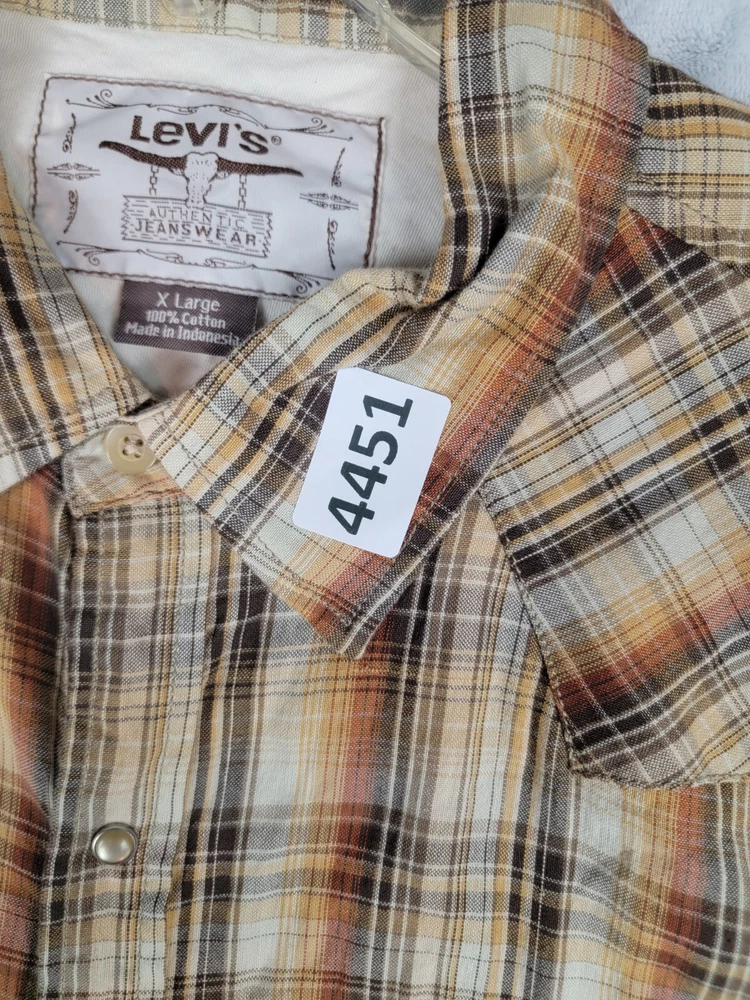 Levi's®
AUTHENTIC
JEANSWEAR
X Large
100% Cotton
Made in Indonesia
4451